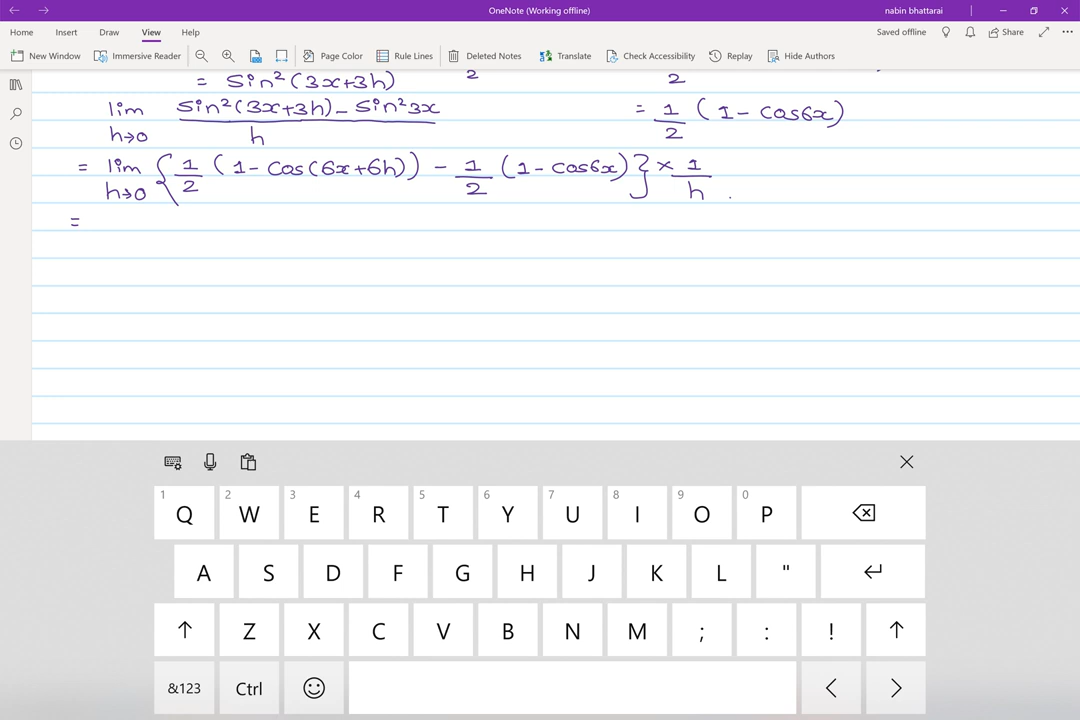 OneNote (Working offline)
nabin bhattarai
Home Insert Draw View Help
Saved offline
Share
New Window Immersive Reader Page Color Rule Lines Deleted Notes Translate Check Accessibility Replay Hide Authors
= Sin²(3x+3h)
2
2
lim h→0 (Sin²(3x+3h) - Sin²3x)/h
= 1/2 (1 - cos6x)
= lim h→0 { 1/2 (1 - Cos(6x+6h)) - 1/2 (1 - cos6x) } × 1/h .
=
1 Q 2 W 3 E 4 R 5 T 6 Y 7 U 8 I 9 O 0 P
A S D F G H J K L "
Z X C V B N M ; : !
&123 Ctrl